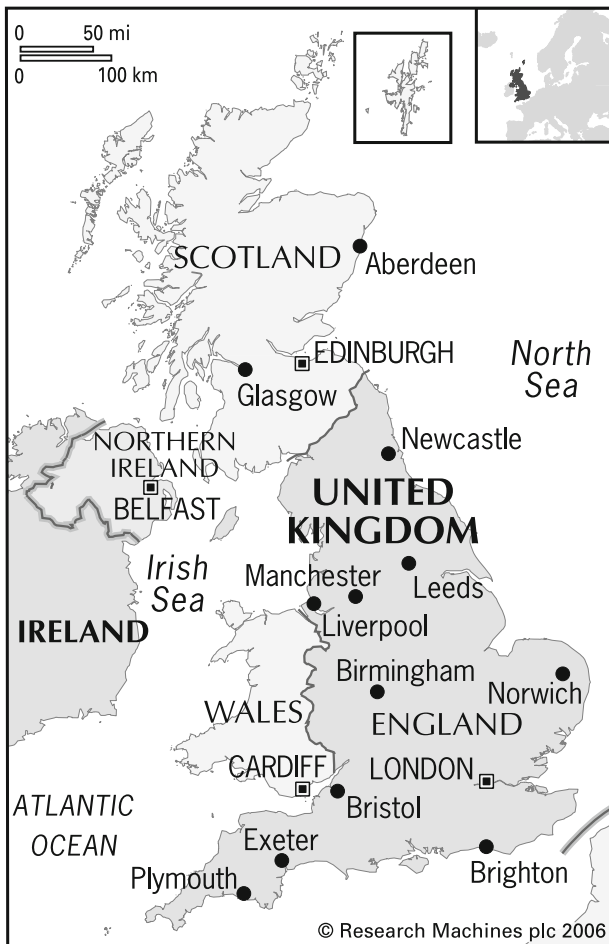 0 50 mi
0 100 km
SCOTLAND
Aberdeen
EDINBURGH
Glasgow
North
Sea
Newcastle
NORTHERN
IRELAND
BELFAST
UNITED
KINGDOM
Irish
Sea
Manchester
Leeds
Liverpool
IRELAND
Birmingham
Norwich
WALES
ENGLAND
CARDIFF
LONDON
Bristol
ATLANTIC
OCEAN
Exeter
Plymouth
Brighton
© Research Machines plc 2006